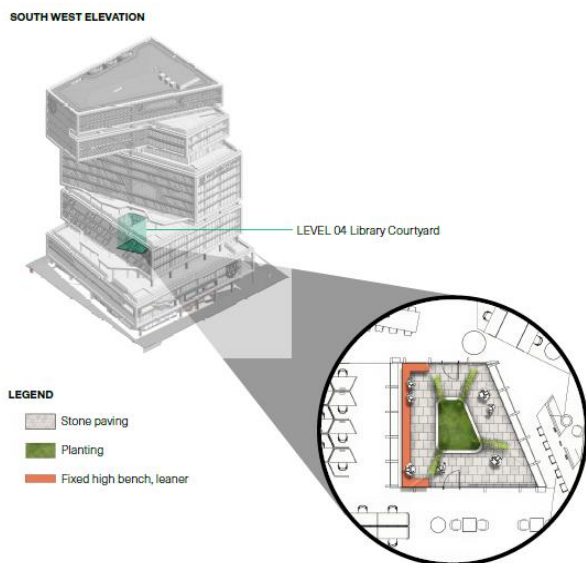 SOUTH WEST ELEVATION
LEVEL 04 Library Courtyard
LEGEND
Stone paving
Planting
Fixed high bench, leaner